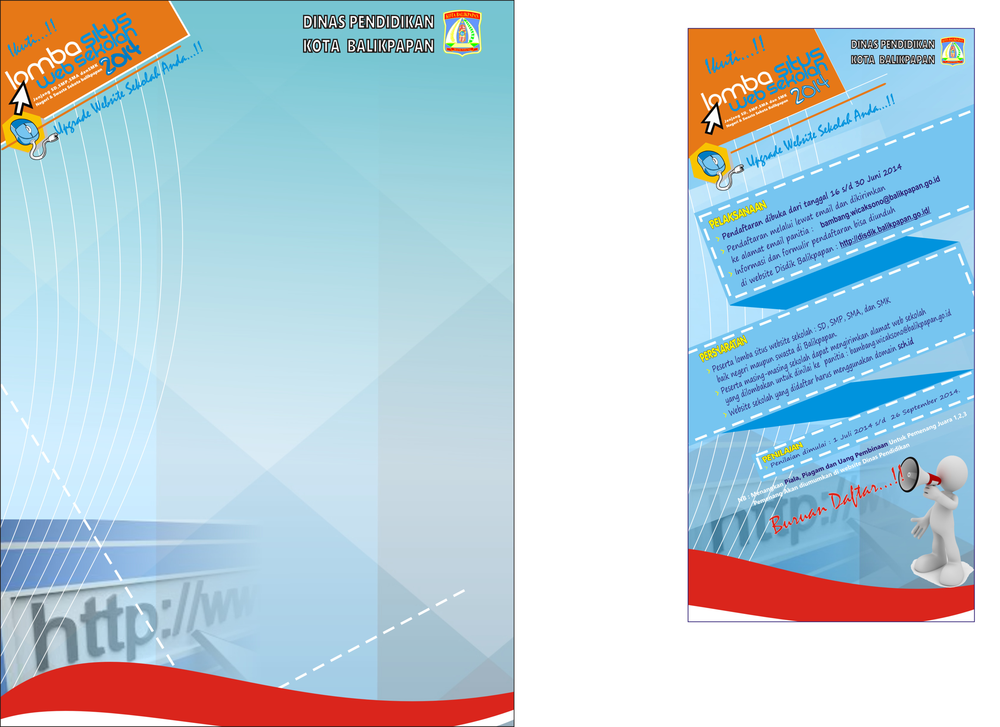 Ikuti...!!
lomba situs
web sekolah
2014
Jenjang SD,SMP,SMA danSMK
Negeri & Swasta Sekota balikpapan
Upgrade Website Sekolah Anda...!!
DINAS PENDIDIKAN
KOTA BALIKPAPAN
KOTA BALIKPAPAN
MANUNTUNG
http://ww
Ikuti...!!
lomba situs
web sekolah
2014
Jenjang SD, SMP,SMA dan SMK
Negeri & Swasta Sekota Balikpapan
Upgrade Website Sekolah Anda...!!
DINAS PENDIDIKAN
KOTA BALIKPAPAN
KOTA BALIKPAPAN
MANUNTUNG
PELAKSANAAN
> Pendaftaran dibuka dari tanggal 16 s/d 30 Juni 2014
> Pendaftaran melalui lewat email dan dikirimkan
ke alamat email panitia : bambang.wicaksono@balikpapan.go.id
> Informasi dan formulir pendaftaran bisa diunduh
di website Disdik Balikpapan : http://disdik.balikpapan.go.id/
PERSYARATAN
> Peserta lomba situs website sekolah : SD, SMP, SMA, dan SMK
baik negeri maupun swasta di Balikpapan.
> Peserta masing-masing sekolah dapat mengirimkan alamat web sekolah
yang dilombakan untuk dinilai ke panitia : bambang.wicaksono@balikpapan.go.id
> Website sekolah yang didaftar harus menggunakan domain sch.id
PENILAIAN
> Penilaian dimulai : 1 Juli 2014 s/d 26 September 2014.
NB : Menangkan Piala, Piagam dan Uang Pembinaan Untuk Pemenang Juara 1,2,3
Pemenang Akan diumumkan di website Dinas Pendidikan
Buruan Daftar...!!
http://ww